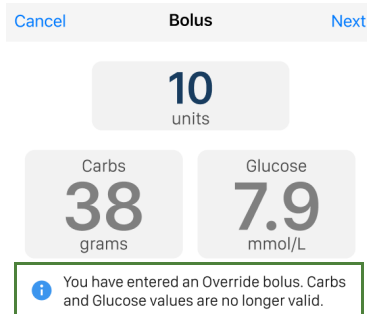 Cancel Bolus Next
10
units
Carbs Glucose
38 7.9
grams mmol/L
You have entered an Override bolus. Carbs
and Glucose values are no longer valid.